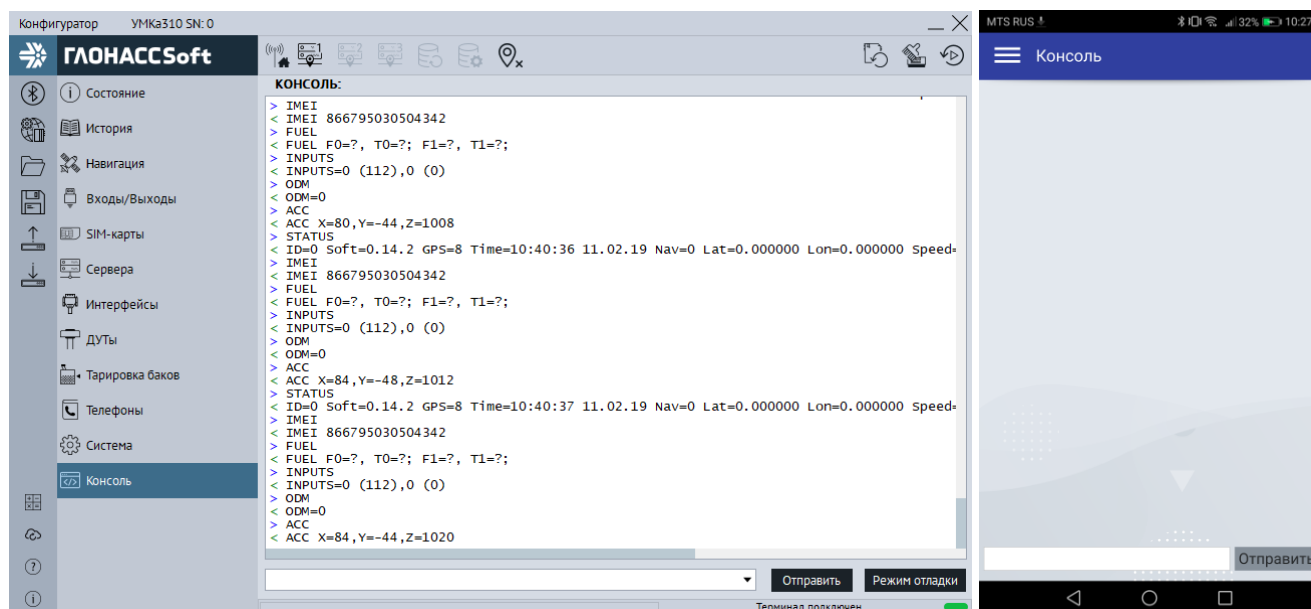 Конфигуратор УМКа310 SN: 0
ГЛОНАССSoft
Состояние
История
Навигация
Входы/Выходы
SIM-карты
Сервера
Интерфейсы
ДУТы
Тарировка баков
Телефоны
Система
Консоль
1
2
3
КОНСОЛЬ:
> IMEI
< IMEI 866795030504342
> FUEL
< FUEL F0=?, T0=?; F1=?, T1=?;
> INPUTS
< INPUTS=0 (112),0 (0)
> ODM
< ODM=0
> ACC
< ACC X=80,Y=-44,Z=1008
> STATUS
< ID=0 Soft=0.14.2 GPS=8 Time=10:40:36 11.02.19 Nav=0 Lat=0.000000 Lon=0.000000 Speed=
> IMEI
< IMEI 866795030504342
> FUEL
< FUEL F0=?, T0=?; F1=?, T1=?;
> INPUTS
< INPUTS=0 (112),0 (0)
> ODM
< ODM=0
> ACC
< ACC X=84,Y=-48,Z=1012
> STATUS
< ID=0 Soft=0.14.2 GPS=8 Time=10:40:37 11.02.19 Nav=0 Lat=0.000000 Lon=0.000000 Speed=
> IMEI
< IMEI 866795030504342
> FUEL
< FUEL F0=?, T0=?; F1=?, T1=?;
> INPUTS
< INPUTS=0 (112),0 (0)
> ODM
< ODM=0
> ACC
< ACC X=84,Y=-44,Z=1020
Отправить Режим отладки
Терминал подключен
MTS RUS 32% 10:27
Консоль
Отправить